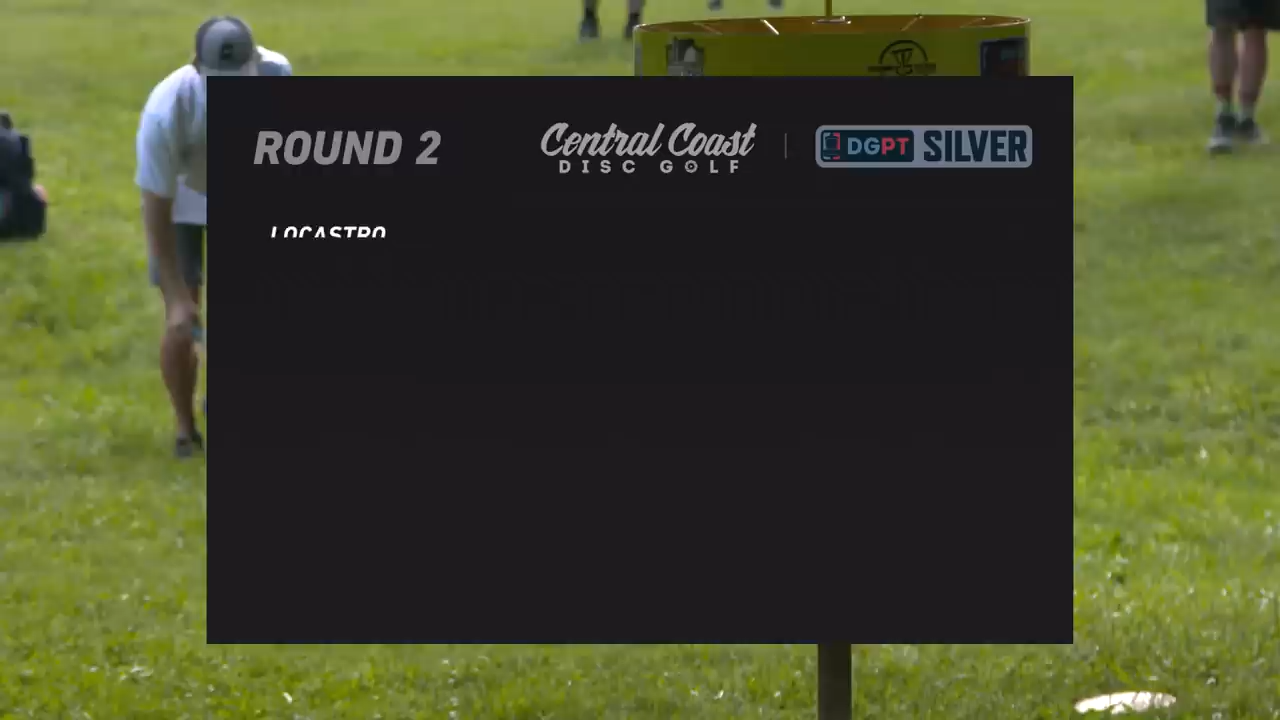 ROUND 2
Central Coast
DISC GOLF
DGPT SILVER
LOCASTRO